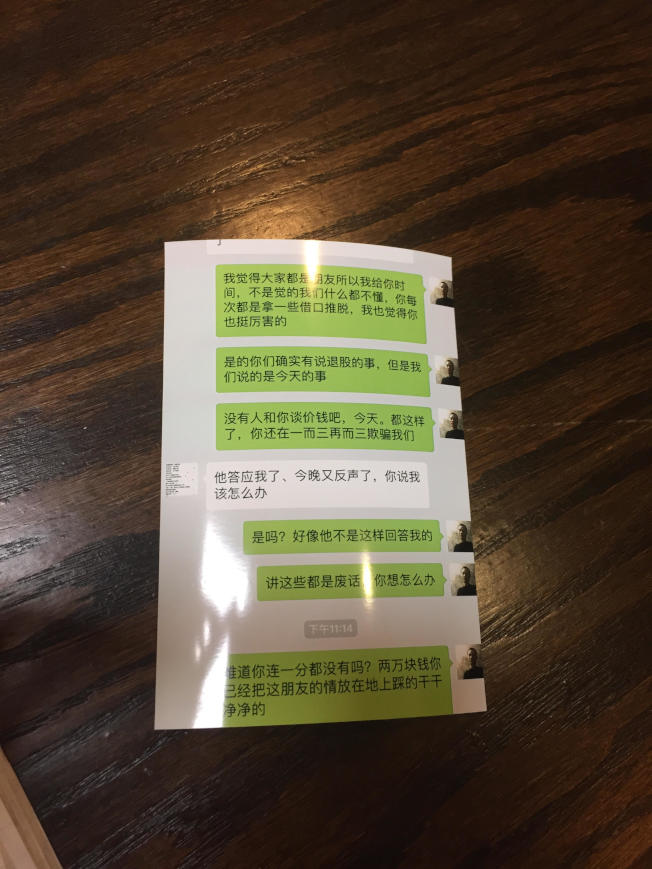 我觉得大家都是朋友所以我给你时
间，不是觉的我们什么都不懂，你每
次都是拿一些借口推脱，我也觉得你
也挺厉害的
是的你们确实有说退股的事，但是我
们说的是今天的事
没有人和你谈价钱吧，今天。都这样
了，你还在一而三再而三欺骗我们
他答应我了、今晚又反声了，你说我
该怎么办
是吗？好像他不是这样回答我的
讲这些都是废话 你想怎么办
下午11:14
难道你连一分都没有吗？两万块钱你
已经把这朋友的情放在地上踩的干干
净净的